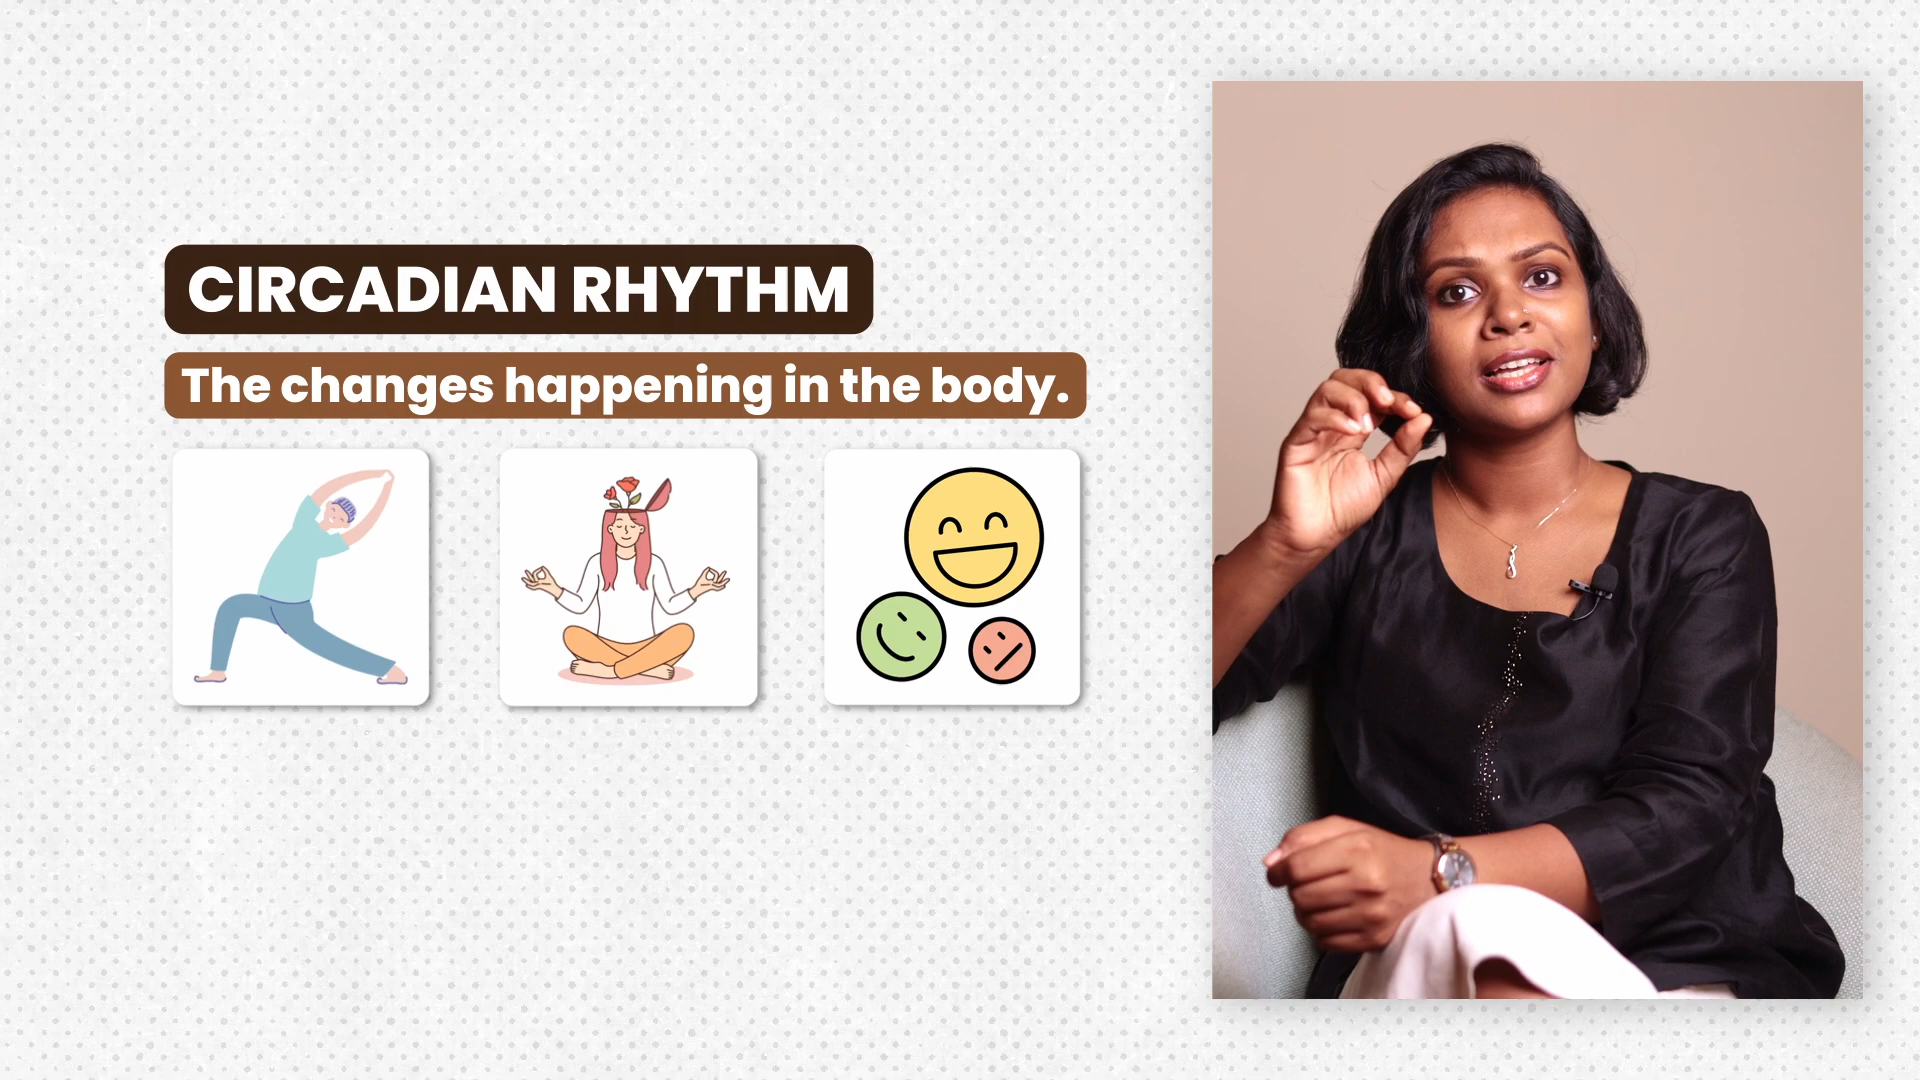 CIRCADIAN RHYTHM
The changes happening in the body.